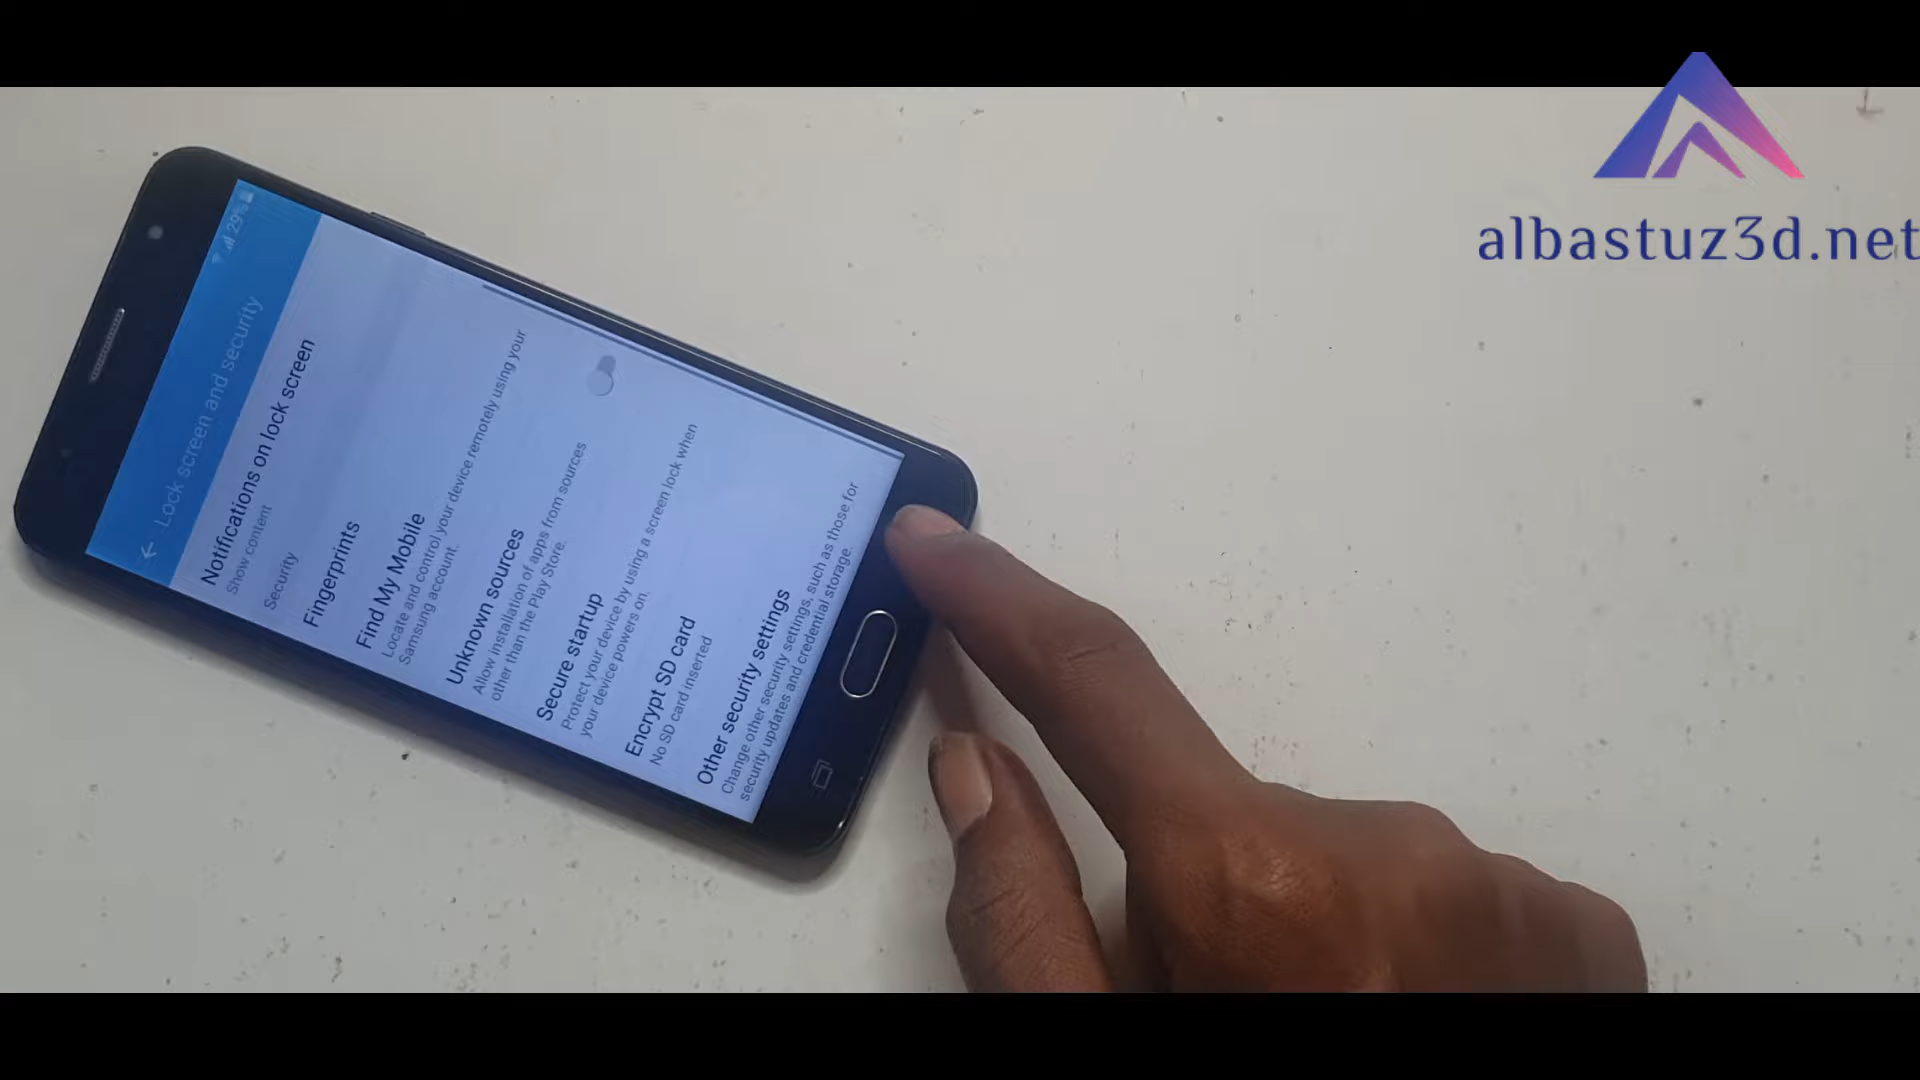 29%
Lock screen and security
Notifications on lock screen
Show content
Security
Fingerprints
Find My Mobile
Locate and control your device remotely using your
Samsung account.
Unknown sources
Allow installation of apps from sources
other than the Play Store.
Secure startup
Protect your device by using a screen lock when
your device powers on.
Encrypt SD card
No SD card inserted
Other security settings
Change other security settings, such as those for
security updates and credential storage.
albastuz3d.net